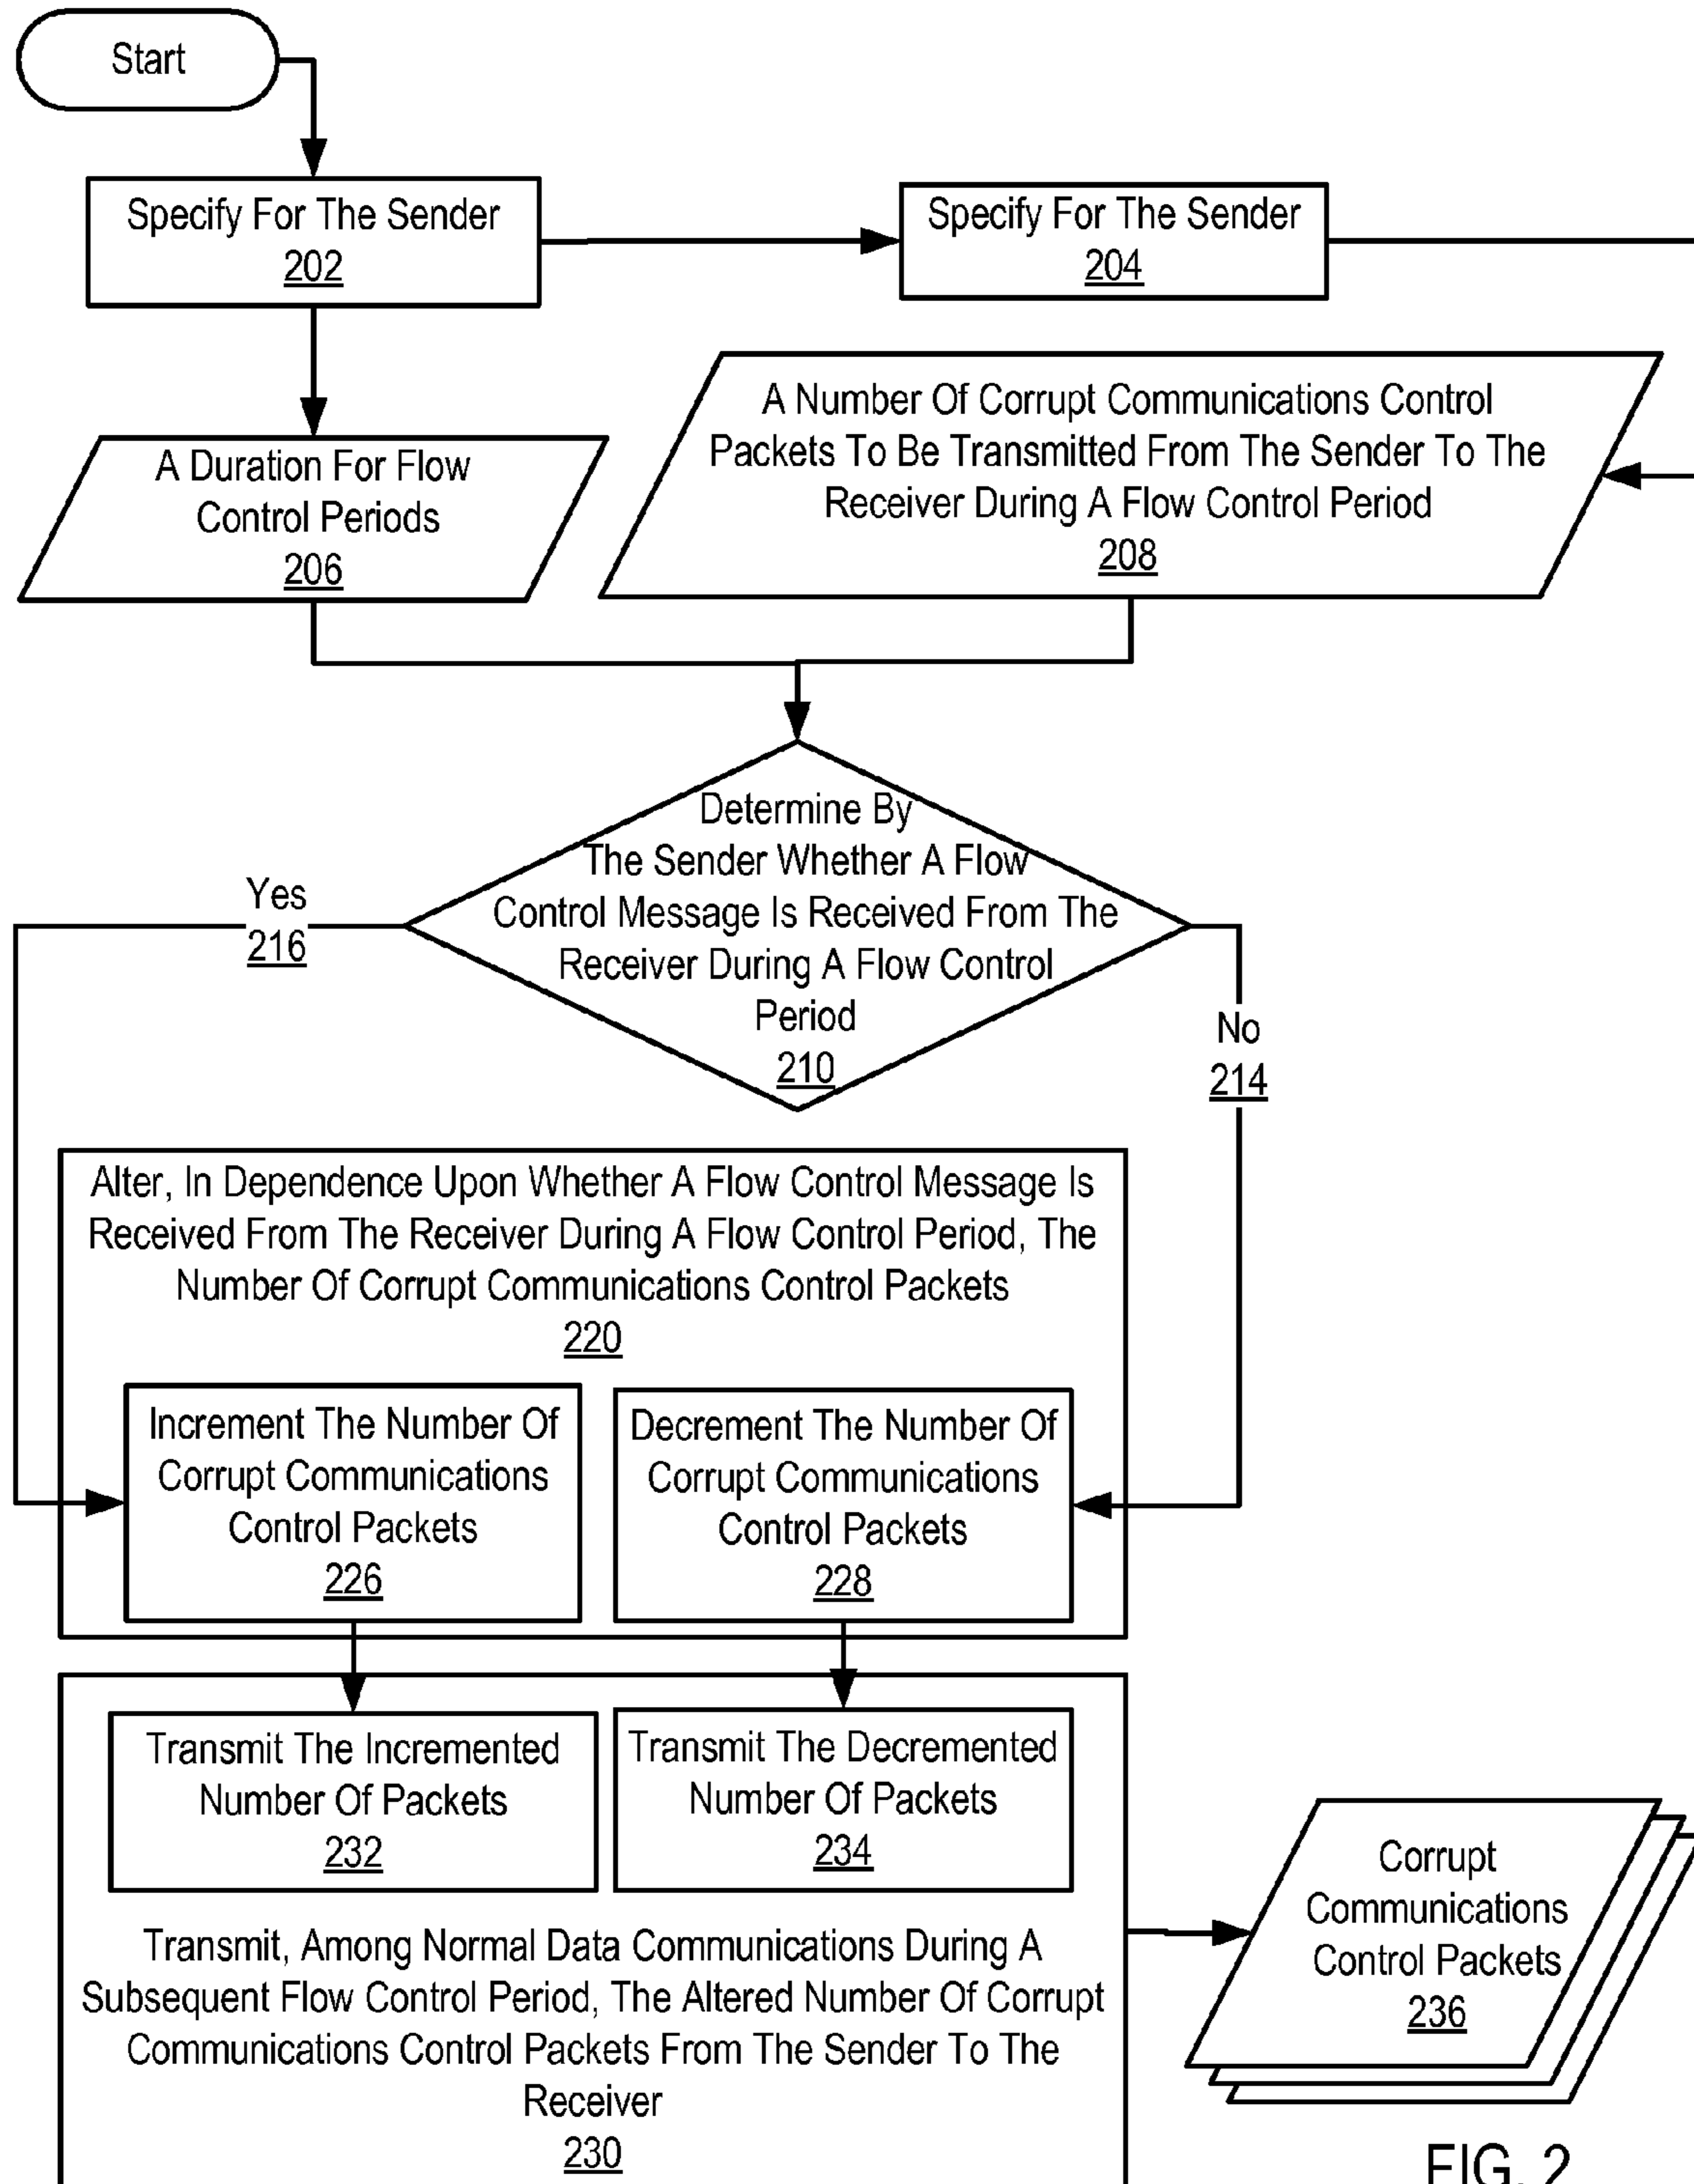 Start
Specify For The Sender
202
Specify For The Sender
204
A Duration For Flow
Control Periods
206
A Number Of Corrupt Communications Control
Packets To Be Transmitted From The Sender To The
Receiver During A Flow Control Period
208
Determine By
The Sender Whether A Flow
Control Message Is Received From The
Receiver During A Flow Control
Period
210
Yes
216
No
214
Alter, In Dependence Upon Whether A Flow Control Message Is
Received From The Receiver During A Flow Control Period, The
Number Of Corrupt Communications Control Packets
220
Increment The Number Of
Corrupt Communications
Control Packets
226
Decrement The Number Of
Corrupt Communications
Control Packets
228
Transmit The Incremented
Number Of Packets
232
Transmit The Decremented
Number Of Packets
234
Transmit, Among Normal Data Communications During A
Subsequent Flow Control Period, The Altered Number Of Corrupt
Communications Control Packets From The Sender To The
Receiver
230
Corrupt
Communications
Control Packets
236
FIG. 2